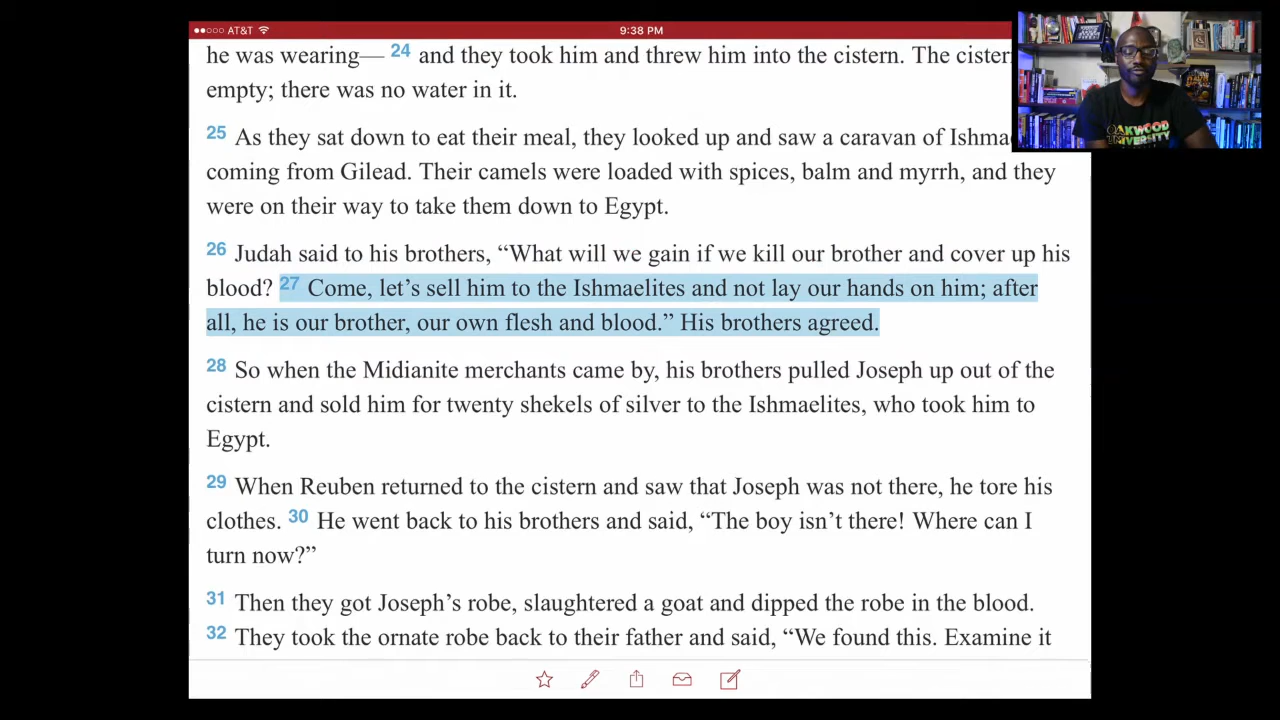 AT&T
9:38 PM
he was wearing— 24 and they took him and threw him into the cistern. The
empty; there was no water in it.
25 As they sat down to eat their meal, they looked up and saw a caravan of
coming from Gilead. Their camels were loaded with spices, balm and myrrh, and they
were on their way to take them down to Egypt.
26 Judah said to his brothers, “What will we gain if we kill our brother and cover up his
blood? 27 Come, let’s sell him to the Ishmaelites and not lay our hands on him; after
all, he is our brother, our own flesh and blood.” His brothers agreed.
28 So when the Midianite merchants came by, his brothers pulled Joseph up out of the
cistern and sold him for twenty shekels of silver to the Ishmaelites, who took him to
Egypt.
29 When Reuben returned to the cistern and saw that Joseph was not there, he tore his
clothes. 30 He went back to his brothers and said, “The boy isn’t there! Where can I
turn now?”
31 Then they got Joseph’s robe, slaughtered a goat and dipped the robe in the blood.
32 They took the ornate robe back to their father and said, “We found this. Examine it
OAKWOOD
UNIVERSITY